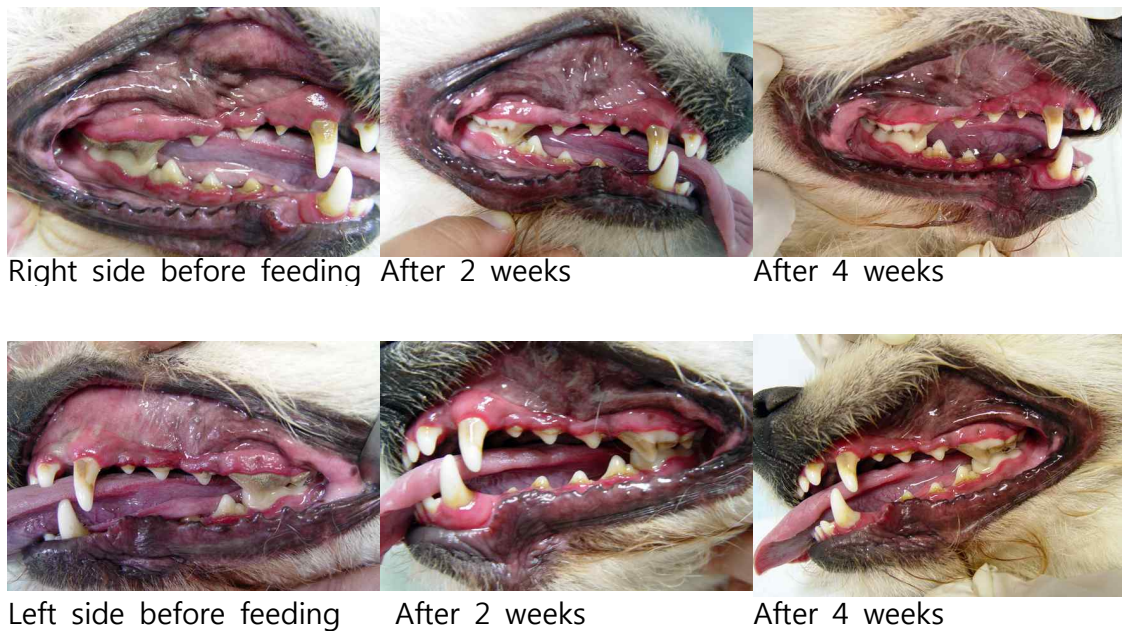 Right side before feeding
After 2 weeks
After 4 weeks
Left side before feeding
After 2 weeks
After 4 weeks